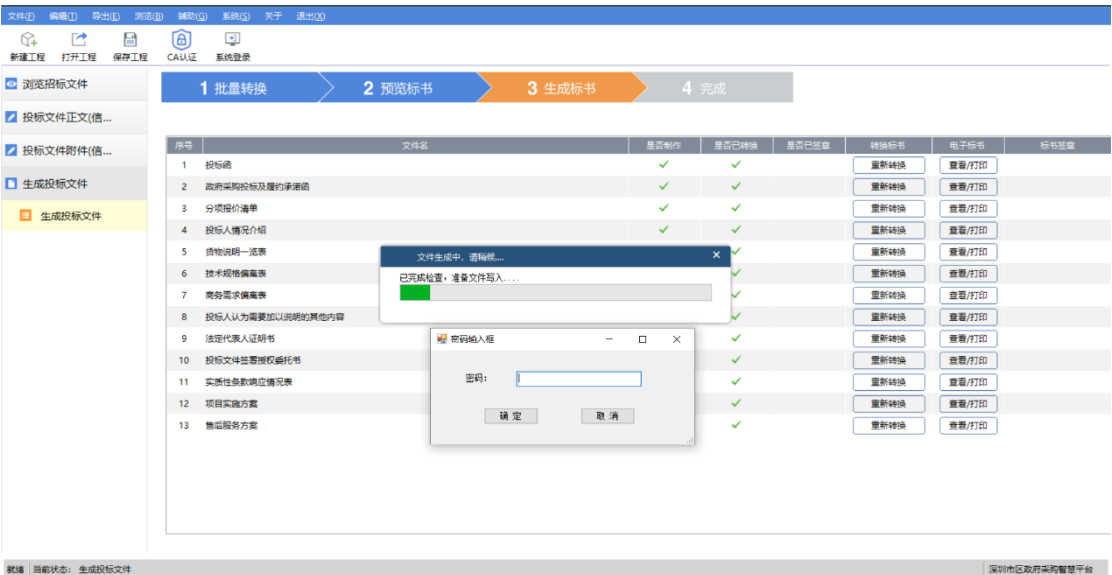 文件(F) 编辑(I) 导出(E) 浏览(B) 辅助(G) 系统(S) 关于 退出(X)
新建工程 打开工程 保存工程 CA认证 系统登录
浏览招标文件
投标文件正文(信...
投标文件附件(信...
生成投标文件
生成投标文件
1 批量转换 2 预览标书 3 生成标书 4 完成
序号 文件名 是否制作 是否已转换 是否已签章 转换标书 电子标书 标书签章
1 投标函 重新转换 查看/打印
2 政府采购投标及履约承诺函 重新转换 查看/打印
3 分项报价清单 重新转换 查看/打印
4 投标人情况介绍 重新转换 查看/打印
5 货物说明一览表 重新转换 查看/打印
6 技术规格偏离表 重新转换 查看/打印
7 商务需求偏离表 重新转换 查看/打印
8 投标人认为需要加以说明的其他内容 重新转换 查看/打印
9 法定代表人证明书 重新转换 查看/打印
10 投标文件签署授权委托书 重新转换 查看/打印
11 实质性条款响应情况表 重新转换 查看/打印
12 项目实施方案 重新转换 查看/打印
13 售后服务方案 重新转换 查看/打印
文件生成中，请稍候....
已完成检查，准备文件写入....
密码输入框
密码:
确定 取消
就绪 当前状态: 生成投标文件 深圳市区政府采购智慧平台